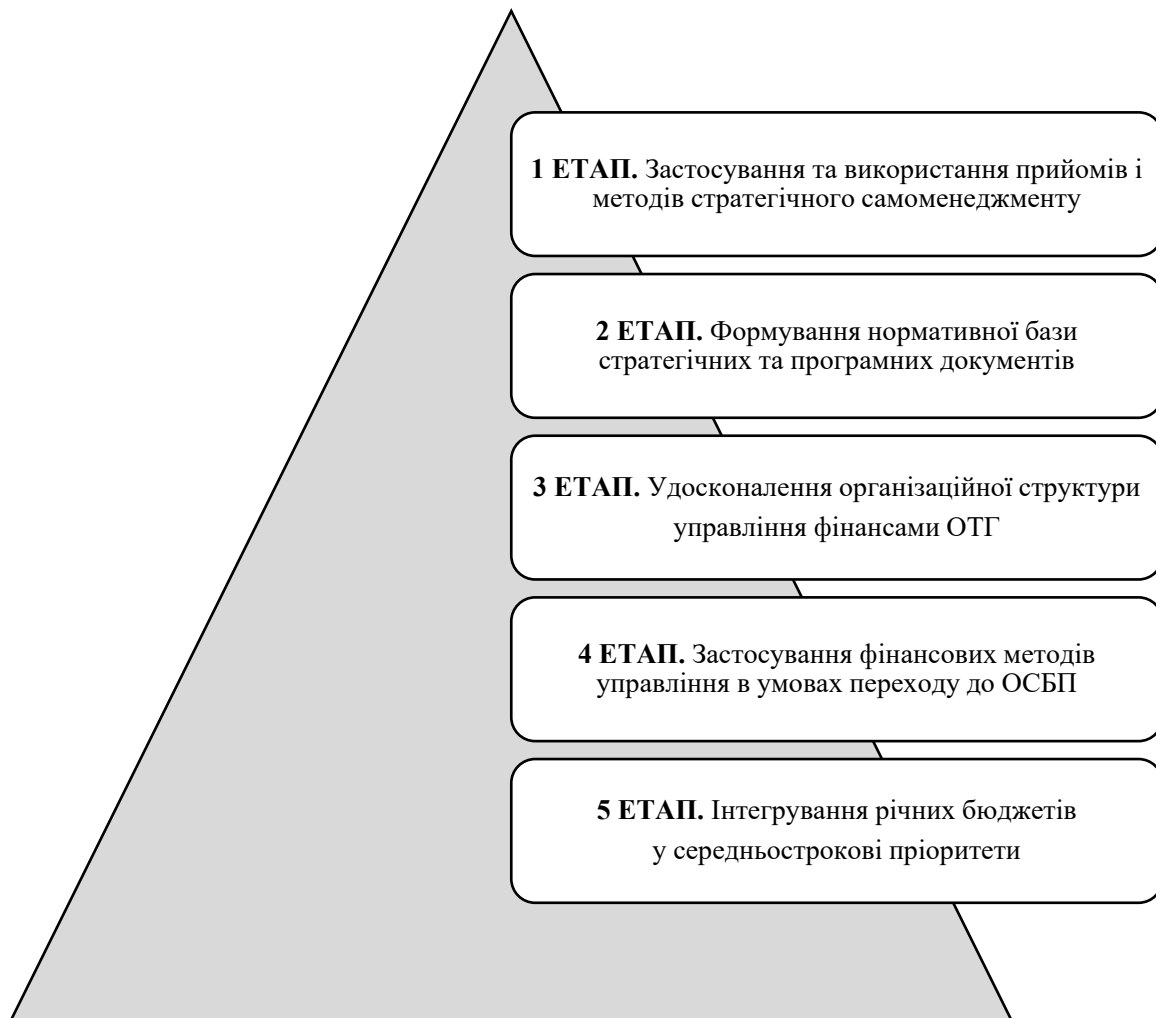 1 ЕТАП. Застосування та використання прийомів і
методів стратегічного самоменеджменту
2 ЕТАП. Формування нормативної бази
стратегічних та програмних документів
3 ЕТАП. Удосконалення організаційної структури
управління фінансами ОТГ
4 ЕТАП. Застосування фінансових методів
управління в умовах переходу до ОСБП
5 ЕТАП. Інтегрування річних бюджетів
у середньострокові пріоритети